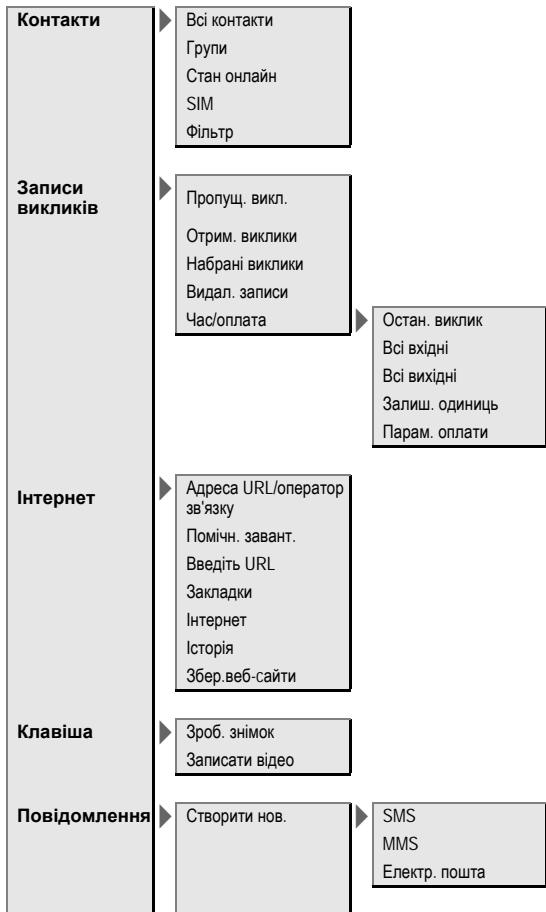 Контакти
Всі контакти
Групи
Стан онлайн
SIM
Фільтр
Записи
викликів
Пропущ. викл.
Отрим. виклики
Набрані виклики
Видал. записи
Час/оплата
Остан. виклик
Всі вхідні
Всі вихідні
Залиш. одиниць
Парам. оплати
Інтернет
Адреса URL/оператор
зв'язку
Помічн. завант.
Введіть URL
Закладки
Інтернет
Історія
Збер.веб-сайти
Клавіша
Зроб. знімок
Записати відео
Повідомлення
Створити нов.
SMS
MMS
Електр. пошта